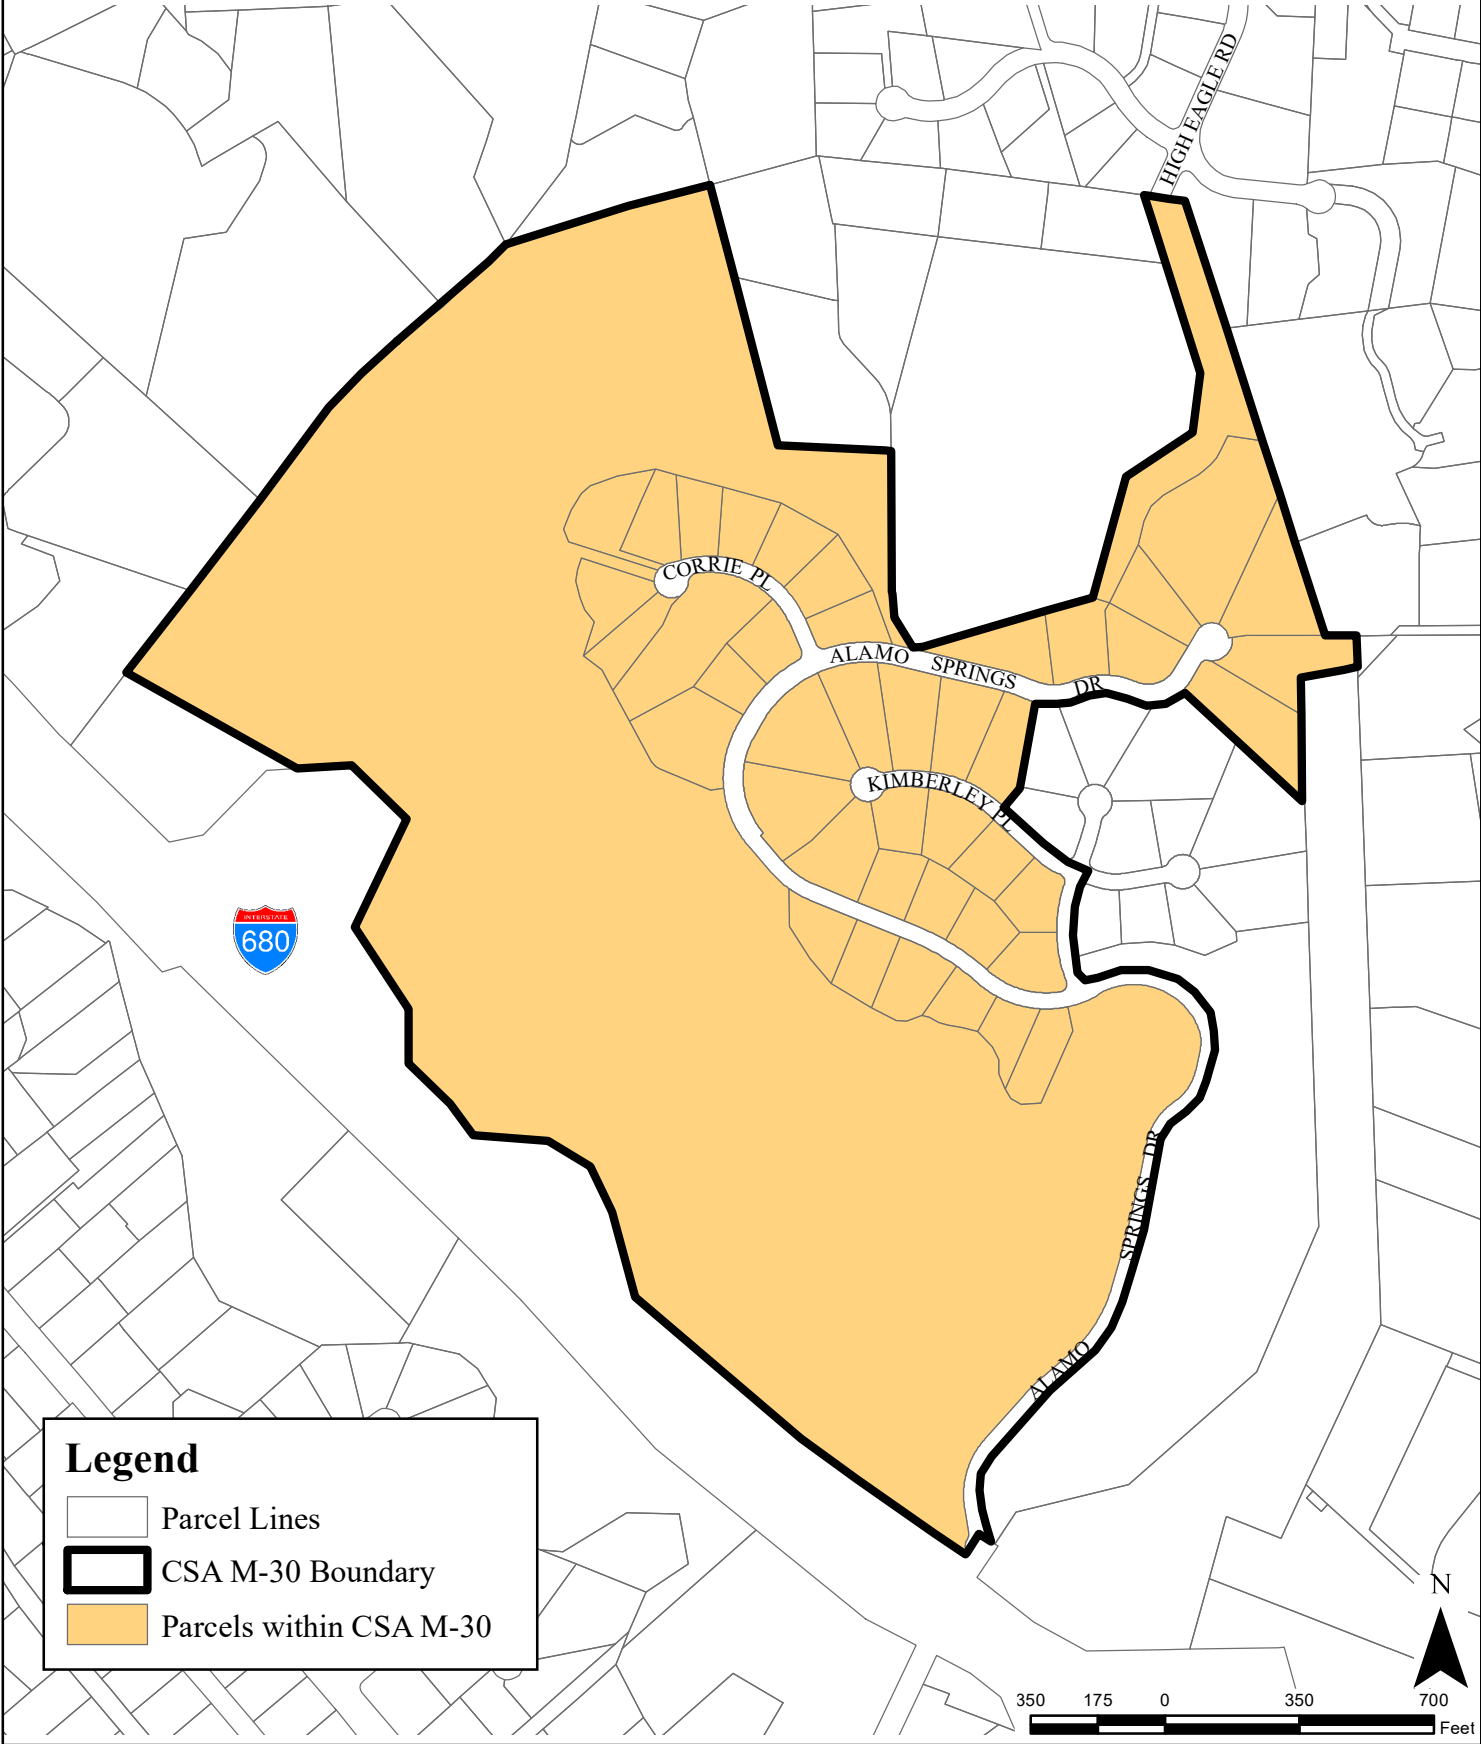 HIGH EAGLE RD
CORRIE PL
ALAMO SPRINGS DR
KIMBERLEY PL
INTERSTATE
680
ALAMO SPRINGS DR
Legend
Parcel Lines
CSA M-30 Boundary
Parcels within CSA M-30
N
350 175 0 350 700
Feet